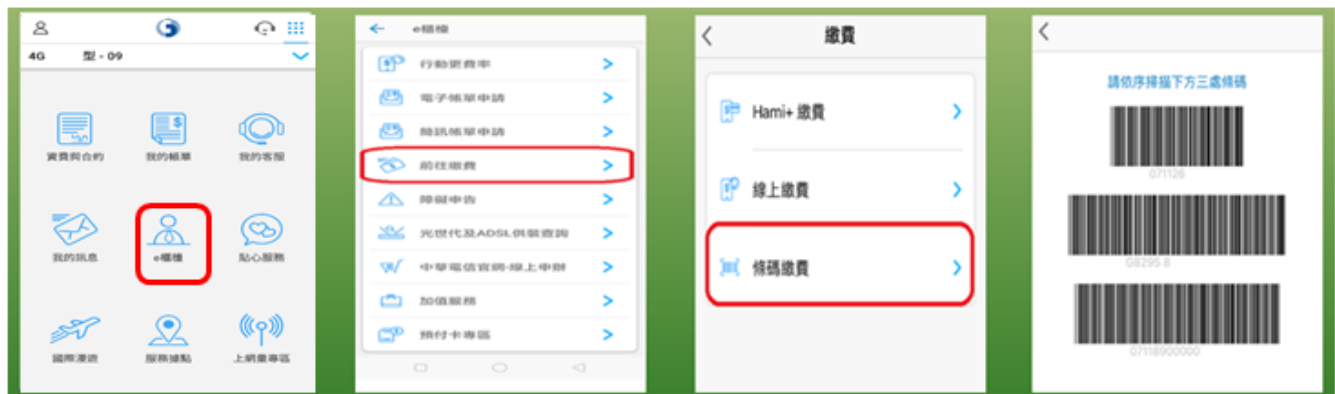 4G 型 - 09
資費與合約
我的帳單
我的客服
我的訊息
e櫃檯
貼心服務
國際漫遊
服務據點
上網量專區
e櫃檯
行動更費率
電子帳單申請
簡訊帳單申請
前往繳費
障礙申告
光世代及ADSL供裝查詢
中華電信官網-線上申辦
加值服務
預付卡專區
繳費
Hami+ 繳費
線上繳費
條碼繳費
請依序掃描下方三處條碼
071126
G8295 8
07118900000